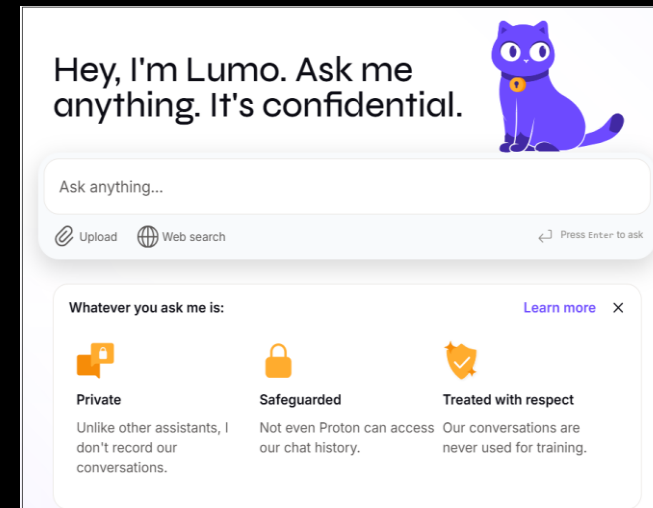 Hey, I'm Lumo. Ask me
anything. It's confidential.
Ask anything...
Upload Web search Press Enter to ask
Whatever you ask me is: Learn more
Private
Unlike other assistants, I
don't record our
conversations.
Safeguarded
Not even Proton can access
our chat history.
Treated with respect
Our conversations are
never used for training.